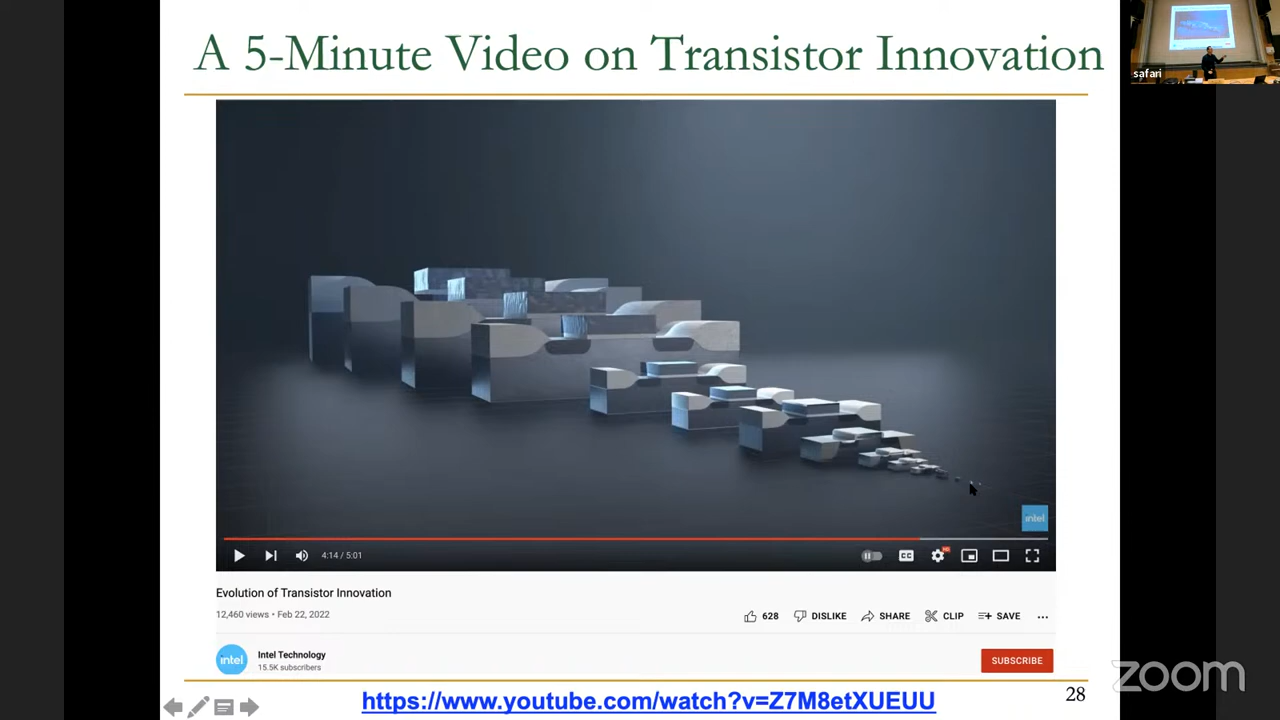 A 5-Minute Video on Transistor Innovation
safari
intel
4:14 / 5:01
CC
HD
Evolution of Transistor Innovation
12,460 views • Feb 22, 2022
628 DISLIKE SHARE CLIP SAVE ...
intel
Intel Technology
15.5K subscribers
SUBSCRIBE
https://www.youtube.com/watch?v=Z7M8etXUEUU
28
zoom